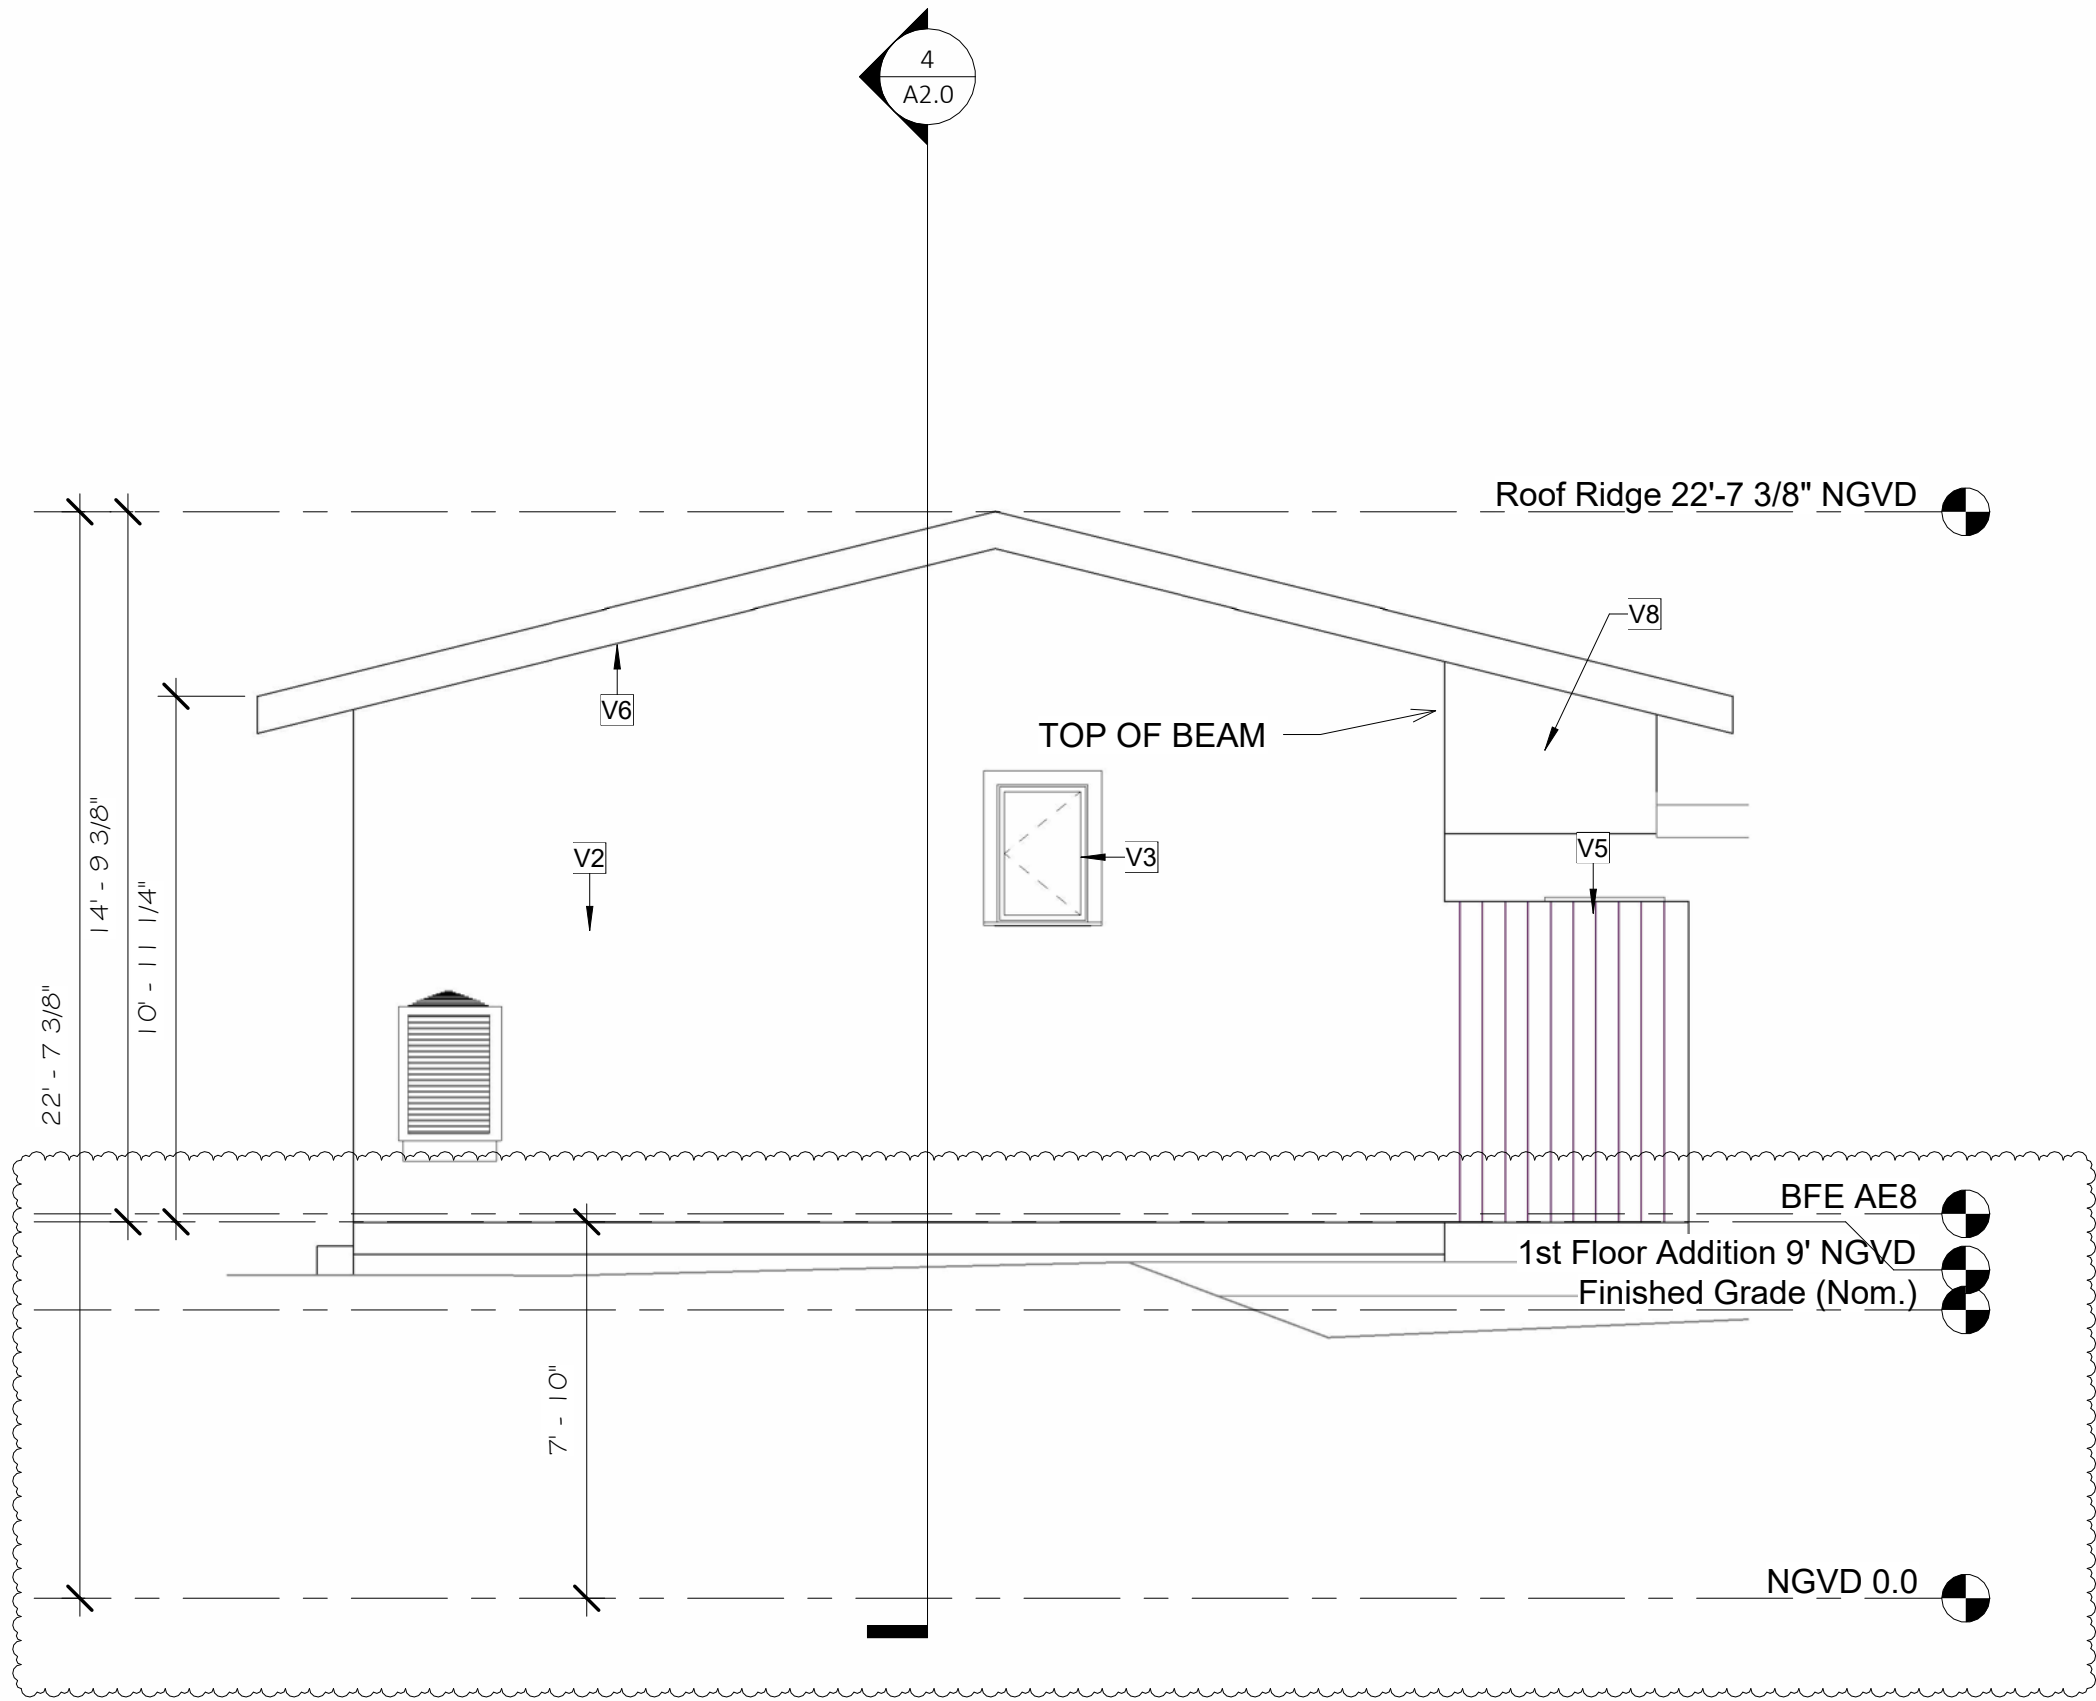 4
A2.0
Roof Ridge 22'-7 3/8" NGVD
V8
V6
TOP OF BEAM
14' - 9 3/8"
V2
V3
V5
10' - 11 1/4"
22' - 7 3/8"
BFE AE8
1st Floor Addition 9' NGVD
Finished Grade (Nom.)
7' - 10"
NGVD 0.0